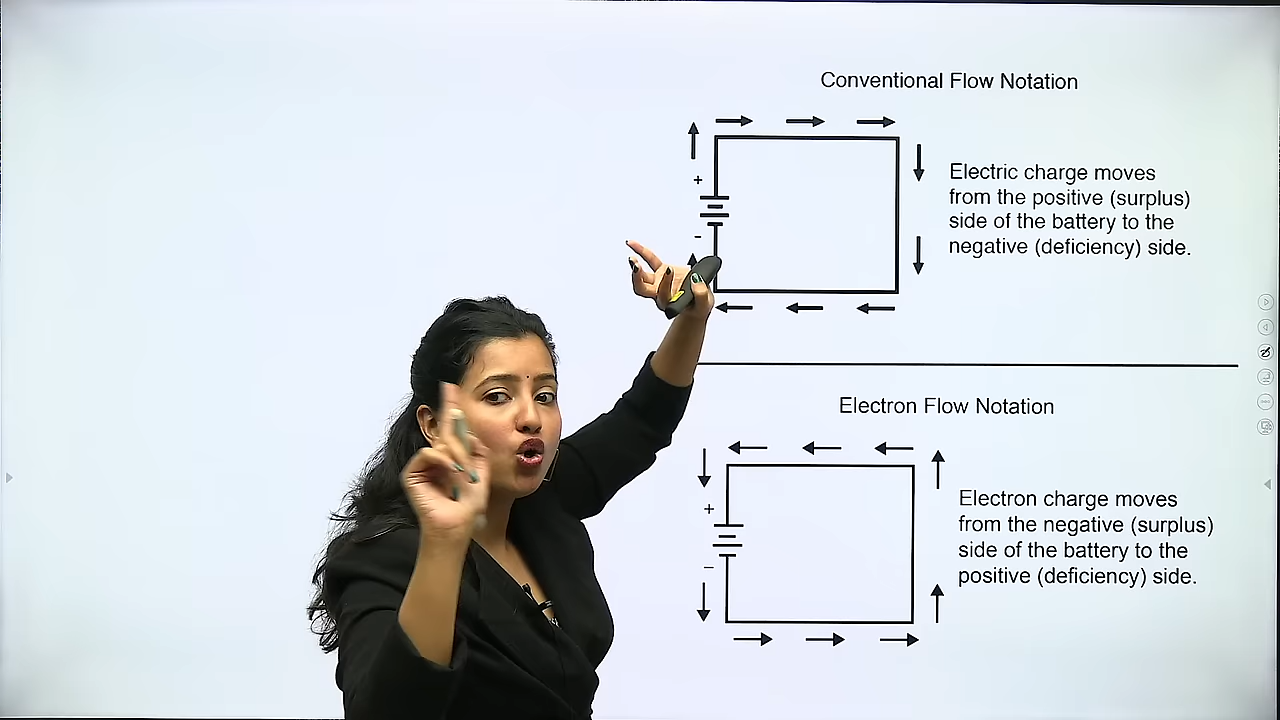 Conventional Flow Notation
+
-
Electric charge moves
from the positive (surplus)
side of the battery to the
negative (deficiency) side.
Electron Flow Notation
+
–
Electron charge moves
from the negative (surplus)
side of the battery to the
positive (deficiency) side.